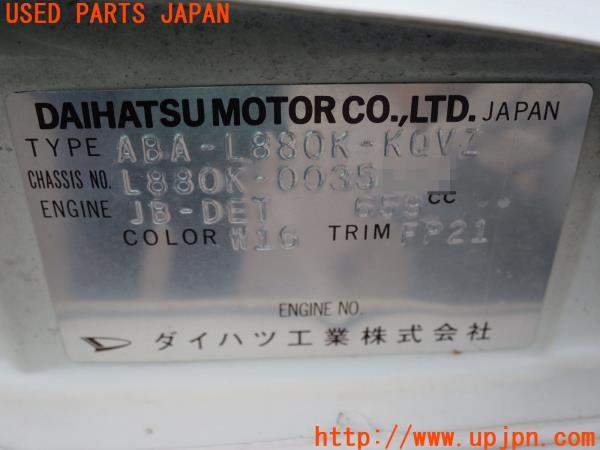 USED PARTS JAPAN
DAIHATSU MOTOR CO.,LTD. JAPAN
TYPE ABA-L880K-KQVZ
CHASSIS NO. L880K-0035
ENGINE JB-DET 659 CC
COLOR W16 TRIM FP21
ENGINE NO.
ダイハツ工業株式会社
http://www.upjpn.com/